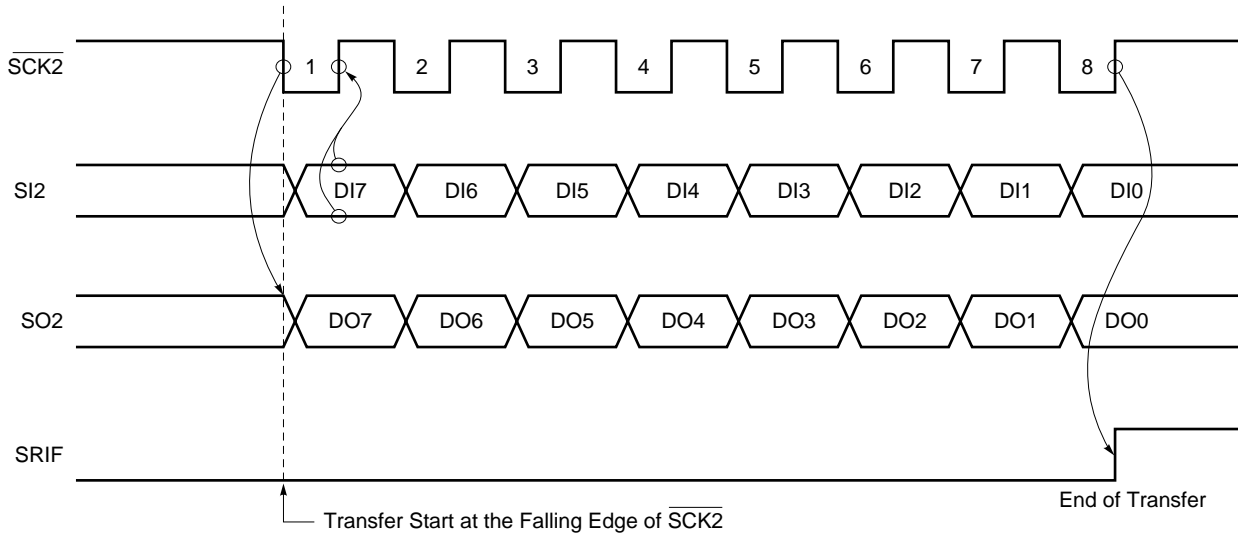 SCK2 1 2 3 4 5 6 7 8
SI2 DI7 DI6 DI5 DI4 DI3 DI2 DI1 DI0
SO2 DO7 DO6 DO5 DO4 DO3 DO2 DO1 DO0
SRIF
End of Transfer
Transfer Start at the Falling Edge of SCK2